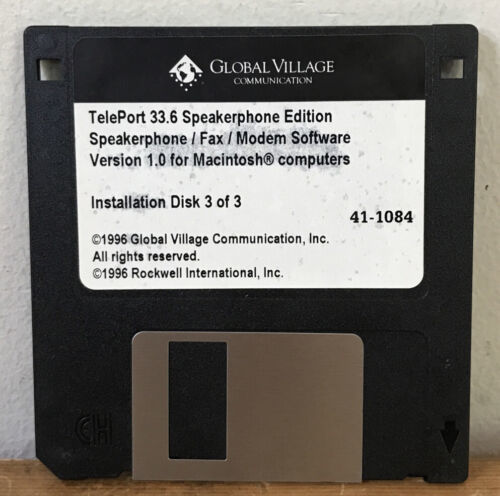 GLOBAL VILLAGE
COMMUNICATION
TelePort 33.6 Speakerphone Edition
Speakerphone / Fax / Modem Software
Version 1.0 for Macintosh® computers
Installation Disk 3 of 3
41-1084
©1996 Global Village Communication, Inc.
All rights reserved.
©1996 Rockwell International, Inc.